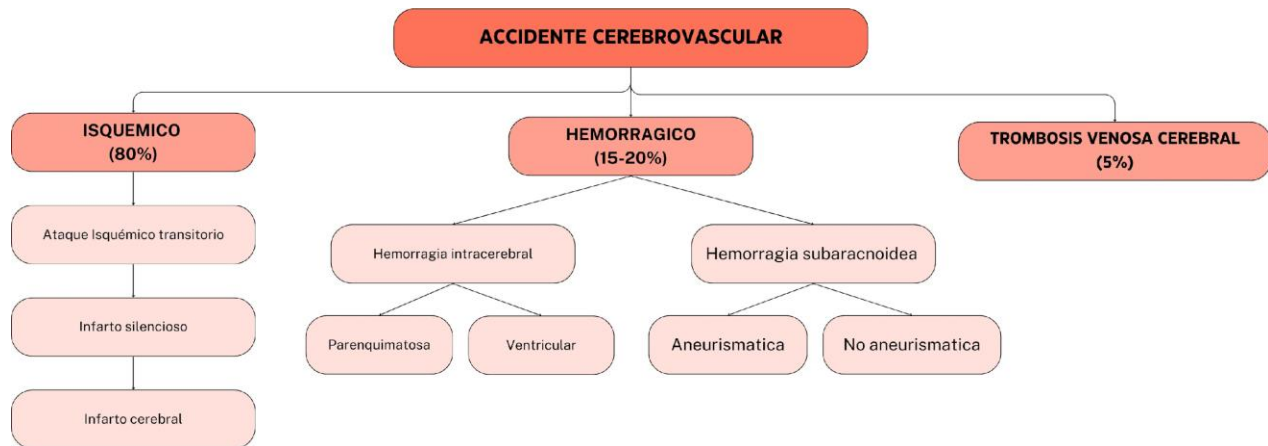 ACCIDENTE CEREBROVASCULAR
ISQUEMICO
(80%)
HEMORRAGICO
(15-20%)
TROMBOSIS VENOSA CEREBRAL
(5%)
Ataque Isquémico transitorio
Hemorragia intracerebral
Hemorragia subaracnoidea
Infarto silencioso
Parenquimatosa
Ventricular
Aneurismatica
No aneurismatica
Infarto cerebral